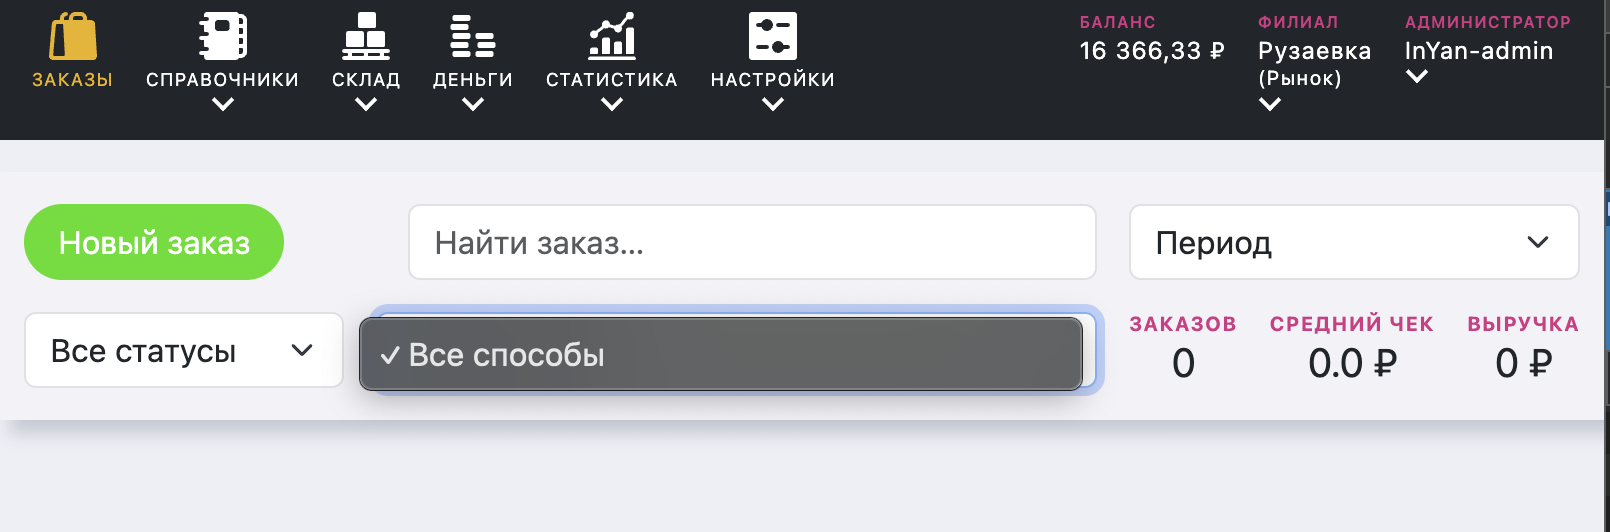 ЗАКАЗЫ
СПРАВОЧНИКИ
СКЛАД
ДЕНЬГИ
СТАТИСТИКА
НАСТРОЙКИ
БАЛАНС
16 366,33 ₽
ФИЛИАЛ
Рузаевка
(Рынок)
АДМИНИСТРАТОР
InYan-admin
Новый заказ
Найти заказ...
Период
Все статусы
✓ Все способы
ЗАКАЗОВ
0
СРЕДНИЙ ЧЕК
0.0 ₽
ВЫРУЧКА
0 ₽